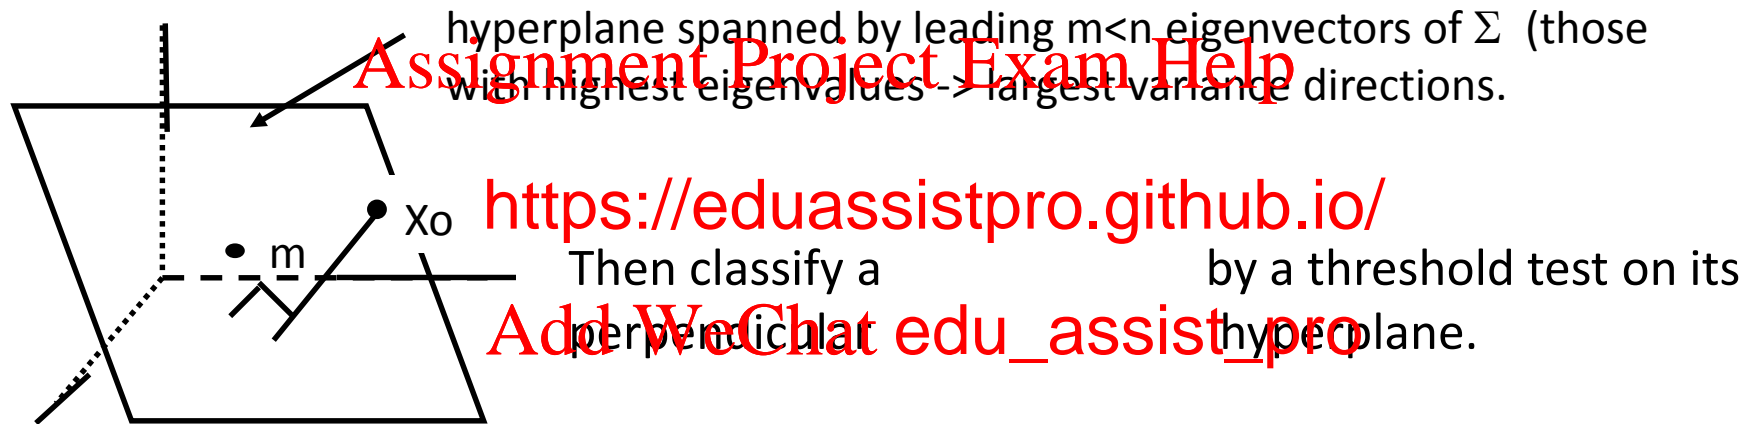 hyperplane spanned by leading m<n eigenvectors of Σ (those
Assignment Project Exam Help
with highest eigenvalues -> largest variance directions.
Xo
https://eduassistpro.github.io/
m
Then classify a by a threshold test on its
Add WeChat edu_assist_pro
perpendicular hyperplane.